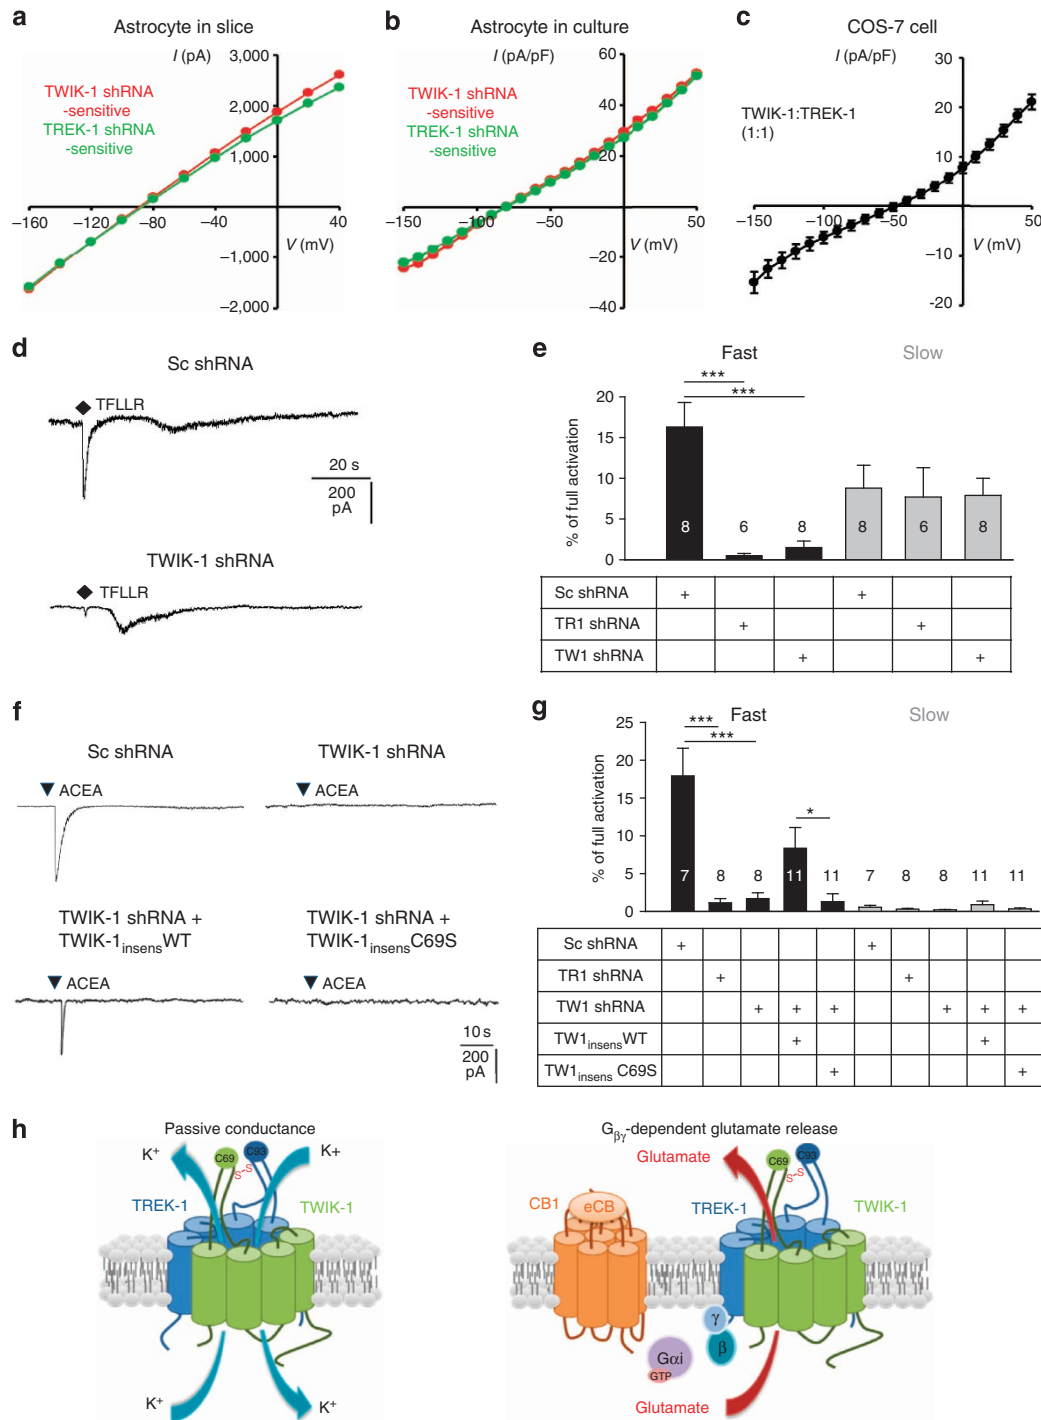 a
Astrocyte in slice
I (pA)
3,000
2,000
1,000
−1,000
−2,000
−160
−120
−80
−40
0
40
V (mV)
TWIK-1 shRNA
-sensitive
TREK-1 shRNA
-sensitive
b
Astrocyte in culture
I (pA/pF)
60
40
20
−20
−40
−150
−100
−50
0
50
V (mV)
TWIK-1 shRNA
-sensitive
TREK-1 shRNA
-sensitive
c
COS-7 cell
I (pA/pF)
30
20
10
−10
−20
−150
−100
−50
0
50
V (mV)
TWIK-1:TREK-1
(1:1)
d
Sc shRNA
TFLLR
20 s
200
pA
TWIK-1 shRNA
TFLLR
e
Fast
Slow
***
***
% of full activation
20
15
10
5
0
8
6
8
8
6
8
Sc shRNA + +
TR1 shRNA + +
TW1 shRNA + +
f
Sc shRNA
TWIK-1 shRNA
ACEA
ACEA
TWIK-1 shRNA +
TWIK-1insensWT
TWIK-1 shRNA +
TWIK-1insensC69S
ACEA
ACEA
10 s
200
pA
g
Fast
Slow
***
***
*
% of full activation
25
20
15
10
5
0
7
8
8
11
11
7
8
8
11
11
Sc shRNA + +
TR1 shRNA + +
TW1 shRNA + + + + + +
TW1insensWT + +
TW1insens C69S + +
h
Passive conductance
K+
K+
C69
C93
S-S
TREK-1
TWIK-1
K+
K+
Gβγ-dependent glutamate release
Glutamate
C69
C93
S-S
CB1
eCB
TREK-1
TWIK-1
γ
β
Gαi
GTP
Glutamate